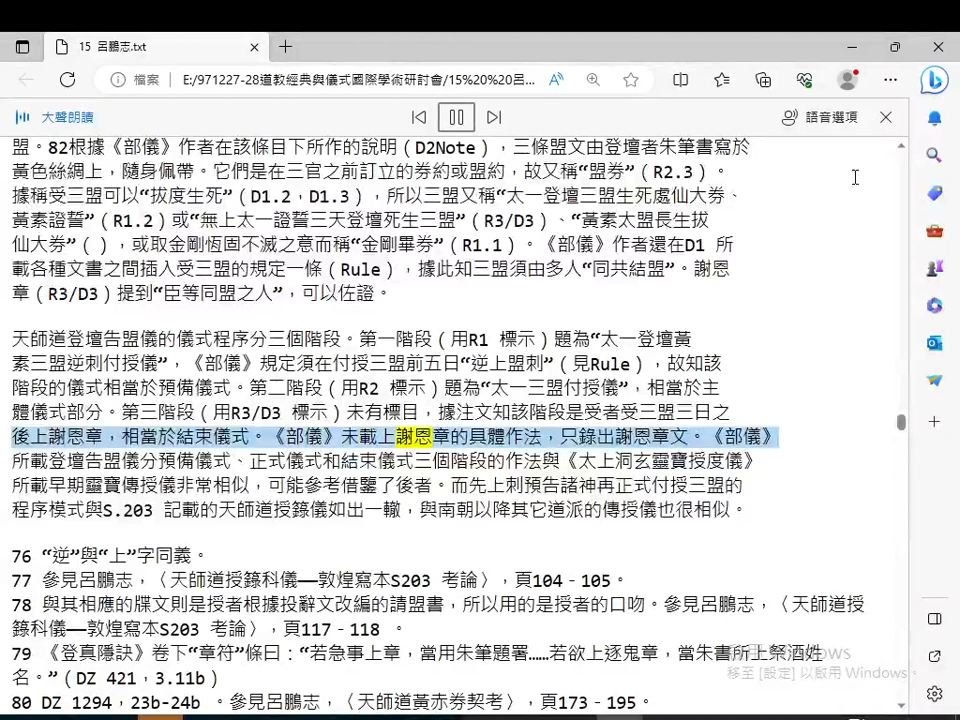 15 呂鵬志.txt
檔案 E:/971227-28道教經典與儀式國際學術研討會/15%20%20呂...
大聲朗讀
語音選項
盟。82根據《部儀》作者在該條目下所作的說明（D2Note），三條盟文由登壇者朱筆書寫於
黃色絲綢上，隨身佩帶。它們是在三官之前訂立的券約或盟約，故又稱“盟券”（R2.3）。
據稱受三盟可以“拔度生死”（D1.2、D1.3），所以三盟又稱“太一登壇三盟生死處仙大券、
黃素證誓”（R1.2）或“無上太一證誓三天登壇死生三盟”（R3/D3）、“黃素太盟長生拔
仙大券”（ ），或取金剛恆固不滅之意而稱“金剛畢券”（R1.1）。《部儀》作者還在D1 所
載各種文書之間插入受三盟的規定一條（Rule），據此知三盟須由多人“同共結盟”。謝恩
章（R3/D3）提到“臣等同盟之人”，可以佐證。
天師道登壇告盟儀的儀式程序分三個階段。第一階段（用R1 標示）題為“太一登壇黃
素三盟逆刺付授儀”，《部儀》規定須在付授三盟前五日“逆上盟刺”（見Rule），故知該
階段的儀式相當於預備儀式。第二階段（用R2 標示）題為“太一三盟付授儀”，相當於主
體儀式部分。第三階段（用R3/D3 標示）未有標目，據注文知該階段是受者受三盟三日之
後上謝恩章，相當於結束儀式。《部儀》未載上謝恩章的具體作法，只錄出謝恩章文。《部儀》
所載登壇告盟儀分預備儀式、正式儀式和結束儀式三個階段的作法與《太上洞玄靈寶授度儀》
所載早期靈寶傳授儀非常相似，可能參考借鑒了後者。而先上刺預告諸神再正式付授三盟的
程序模式與S.203 記載的天師道授籙儀如出一轍，與南朝以降其它道派的傳授儀也很相似。
76 “逆”與“上”字同義。
77 參見呂鵬志，〈天師道授籙科儀──敦煌寫本S203 考論〉，頁104﹣105。
78 與其相應的牒文則是授者根據投辭文改編的請盟書，所以用的是授者的口吻。參見呂鵬志，〈天師道授
籙科儀──敦煌寫本S203 考論〉，頁117﹣118 。
79 《登真隱訣》卷下“章符”條曰：“若急事上章，當用朱筆題署……若欲上逐鬼章，當朱書所上祭酒姓
名。”（DZ 421，3.11b）
80 DZ 1294，23b-24b 。參見呂鵬志，〈天師道黃赤券契考〉，頁173﹣195。
移至 [設定] 以啟用 Windows。